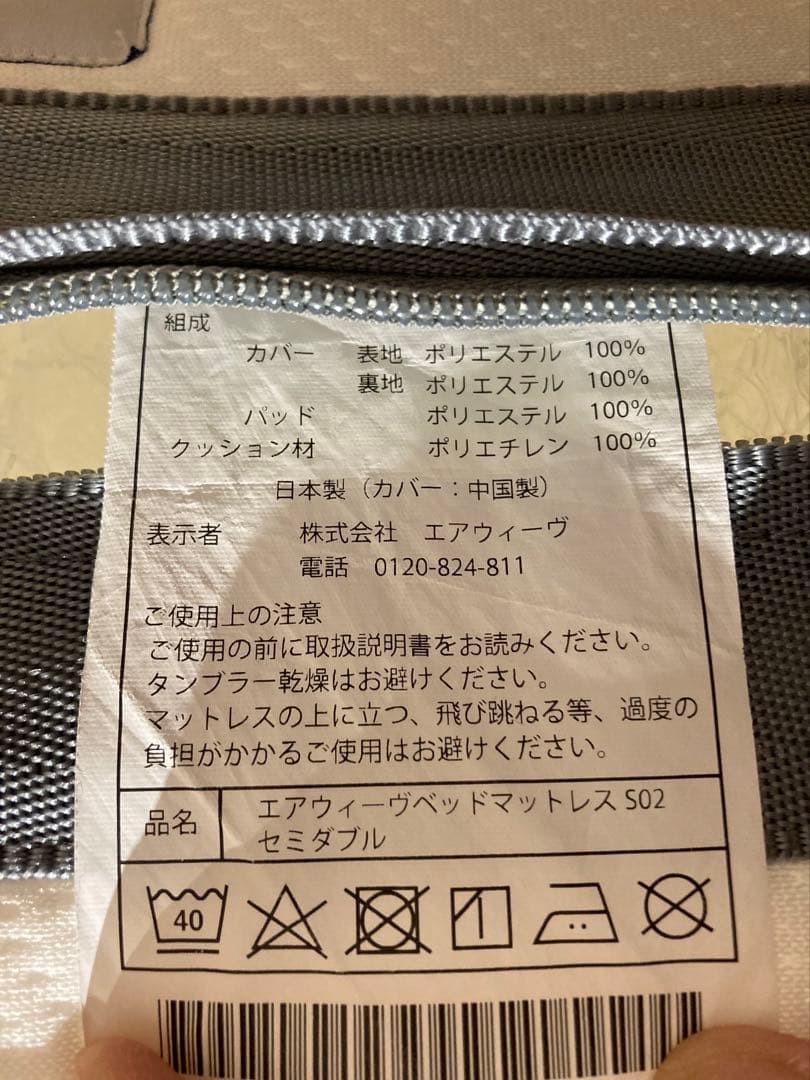 組成
カバー 表地 ポリエステル 100%
裏地 ポリエステル 100%
パッド ポリエステル 100%
クッション材 ポリエチレン 100%
日本製（カバー：中国製）
表示者 株式会社 エアウィーヴ
電話 0120-824-811
ご使用上の注意
ご使用の前に取扱説明書をお読みください。
タンブラー乾燥はお避けください。
マットレスの上に立つ、飛び跳ねる等、過度の
負担がかかるご使用はお避けください。
品名 エアウィーヴベッドマットレス S02
セミダブル
40